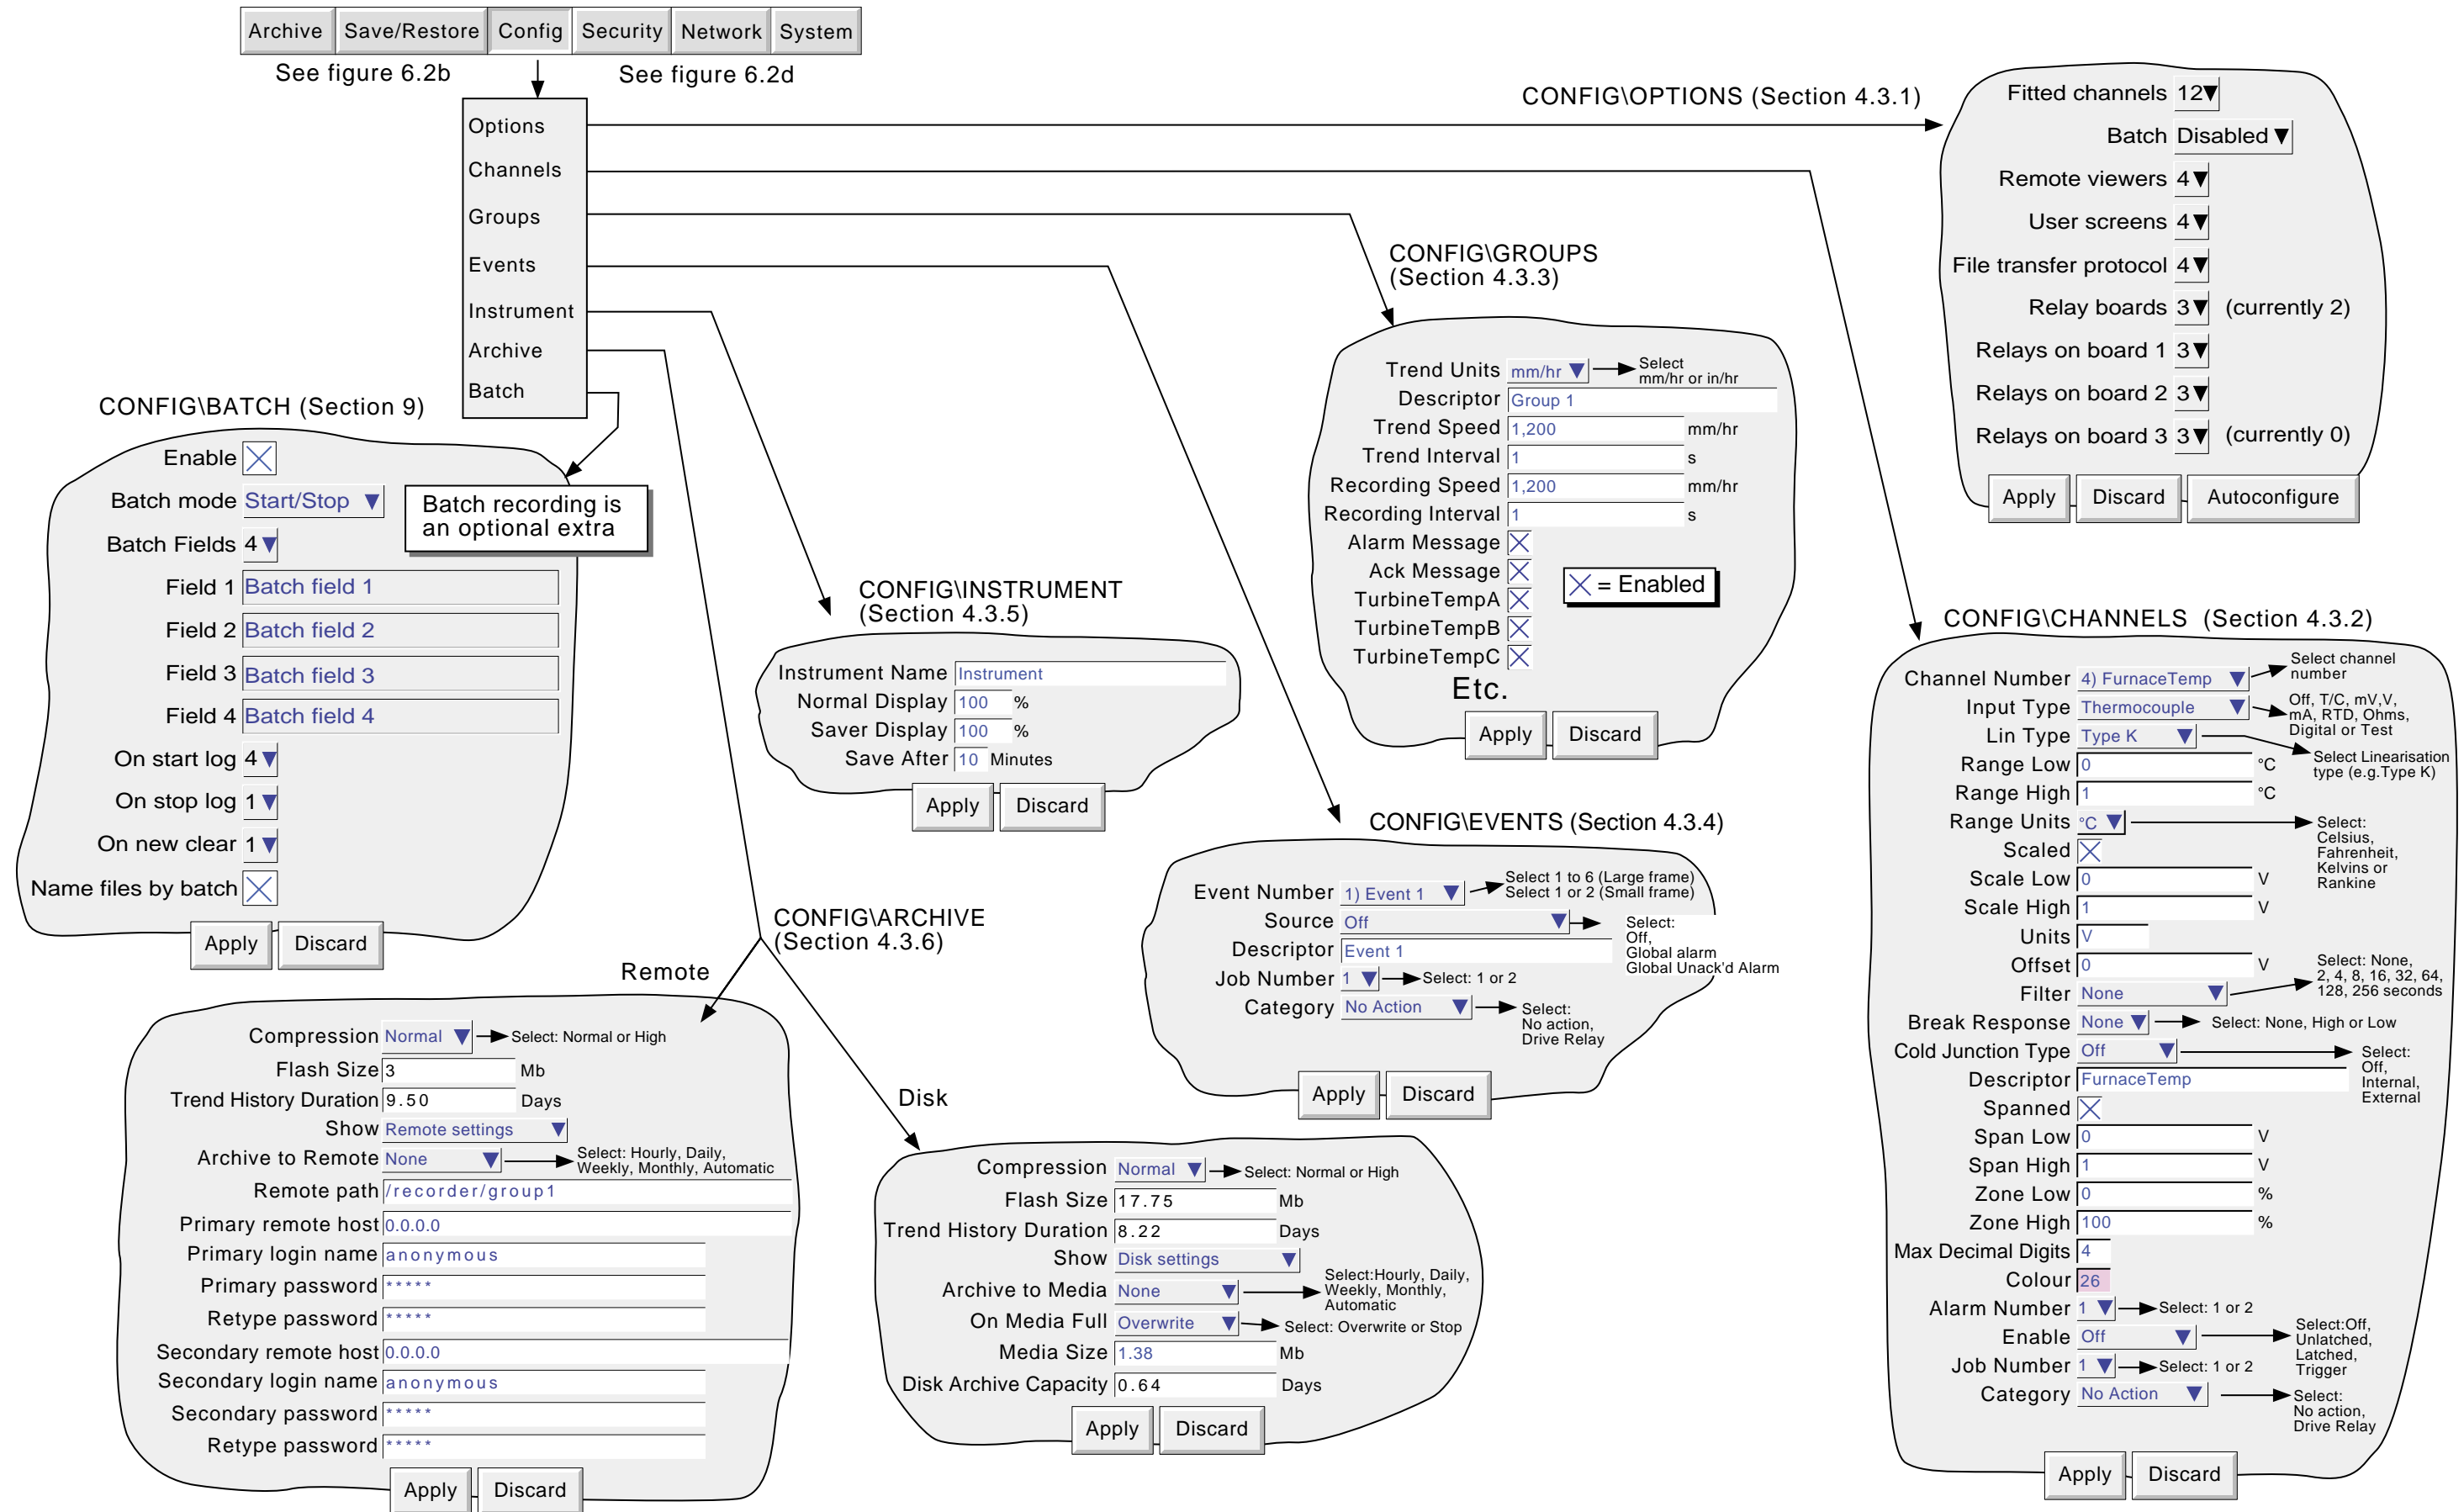 Archive Save/Restore Config Security Network System
See figure 6.2b
See figure 6.2d
Options
Channels
Groups
Events
Instrument
Archive
Batch
CONFIG\OPTIONS (Section 4.3.1)
Fitted channels 12
Batch Disabled
Remote viewers 4
User screens 4
File transfer protocol 4
Relay boards 3 (currently 2)
Relays on board 1 3
Relays on board 2 3
Relays on board 3 3 (currently 0)
Apply Discard Autoconfigure
CONFIG\GROUPS
(Section 4.3.3)
Trend Units mm/hr Select
mm/hr or in/hr
Descriptor Group 1
Trend Speed 1,200 mm/hr
Trend Interval 1 s
Recording Speed 1,200 mm/hr
Recording Interval 1 s
Alarm Message
Ack Message
TurbineTempA
TurbineTempB
TurbineTempC
= Enabled
Etc.
Apply Discard
CONFIG\BATCH (Section 9)
Enable
Batch mode Start/Stop
Batch recording is
an optional extra
Batch Fields 4
Field 1 Batch field 1
Field 2 Batch field 2
Field 3 Batch field 3
Field 4 Batch field 4
On start log 4
On stop log 1
On new clear 1
Name files by batch
Apply Discard
CONFIG\INSTRUMENT
(Section 4.3.5)
Instrument Name Instrument
Normal Display 100 %
Saver Display 100 %
Save After 10 Minutes
Apply Discard
CONFIG\CHANNELS (Section 4.3.2)
Channel Number 4) FurnaceTemp Select channel
number
Input Type Thermocouple Off, T/C, mV,V,
mA, RTD, Ohms,
Digital or Test
Lin Type Type K Select Linearisation
type (e.g.Type K)
Range Low 0 °C
Range High 1 °C
Range Units °C Select:
Celsius,
Fahrenheit,
Kelvins or
Rankine
Scaled
Scale Low 0 V
Scale High 1 V
Units V
Offset 0 V
Filter None Select: None,
2, 4, 8, 16, 32, 64,
128, 256 seconds
Break Response None Select: None, High or Low
Cold Junction Type Off Select:
Off,
Internal,
External
Descriptor FurnaceTemp
Spanned
Span Low 0 V
Span High 1 V
Zone Low 0 %
Zone High 100 %
Max Decimal Digits 4
Colour 26
Alarm Number 1 Select: 1 or 2
Enable Off Select:Off,
Unlatched,
Latched,
Trigger
Job Number 1 Select: 1 or 2
Category No Action Select:
No action,
Drive Relay
Apply Discard
CONFIG\EVENTS (Section 4.3.4)
Event Number 1) Event 1 Select 1 to 6 (Large frame)
Select 1 or 2 (Small frame)
Source Off Select:
Off,
Global alarm
Global Unack'd Alarm
Descriptor Event 1
Job Number 1 Select: 1 or 2
Category No Action Select:
No action,
Drive Relay
Apply Discard
CONFIG\ARCHIVE
(Section 4.3.6)
Remote
Compression Normal Select: Normal or High
Flash Size 3 Mb
Trend History Duration 9.50 Days
Show Remote settings
Archive to Remote None Select: Hourly, Daily,
Weekly, Monthly, Automatic
Remote path /recorder/group1
Primary remote host 0.0.0.0
Primary login name anonymous
Primary password *****
Retype password *****
Secondary remote host 0.0.0.0
Secondary login name anonymous
Secondary password *****
Retype password *****
Apply Discard
Disk
Compression Normal Select: Normal or High
Flash Size 17.75 Mb
Trend History Duration 8.22 Days
Show Disk settings
Archive to Media None Select:Hourly, Daily,
Weekly, Monthly,
Automatic
On Media Full Overwrite Select: Overwrite or Stop
Media Size 1.38 Mb
Disk Archive Capacity 0.64 Days
Apply Discard